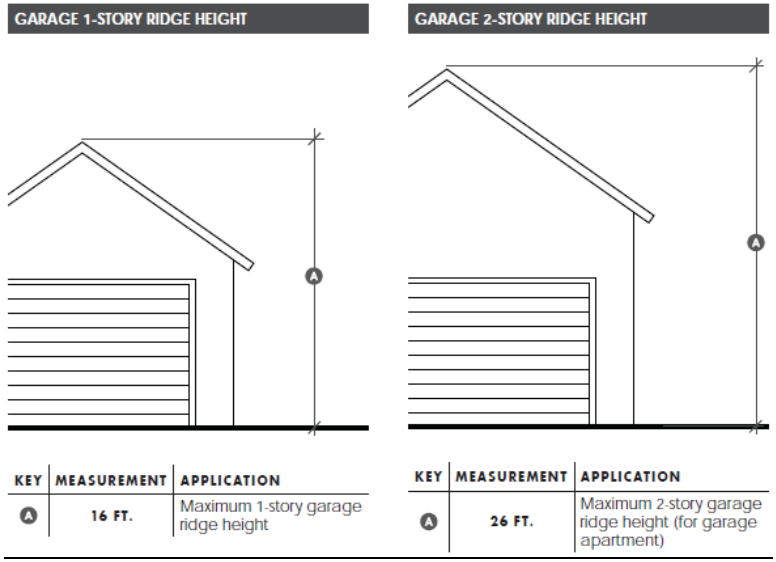 GARAGE 1-STORY RIDGE HEIGHT
A
KEY MEASUREMENT APPLICATION
A 16 FT. Maximum 1-story garage
ridge height
GARAGE 2-STORY RIDGE HEIGHT
A
KEY MEASUREMENT APPLICATION
A 26 FT. Maximum 2-story garage
ridge height (for garage
apartment)